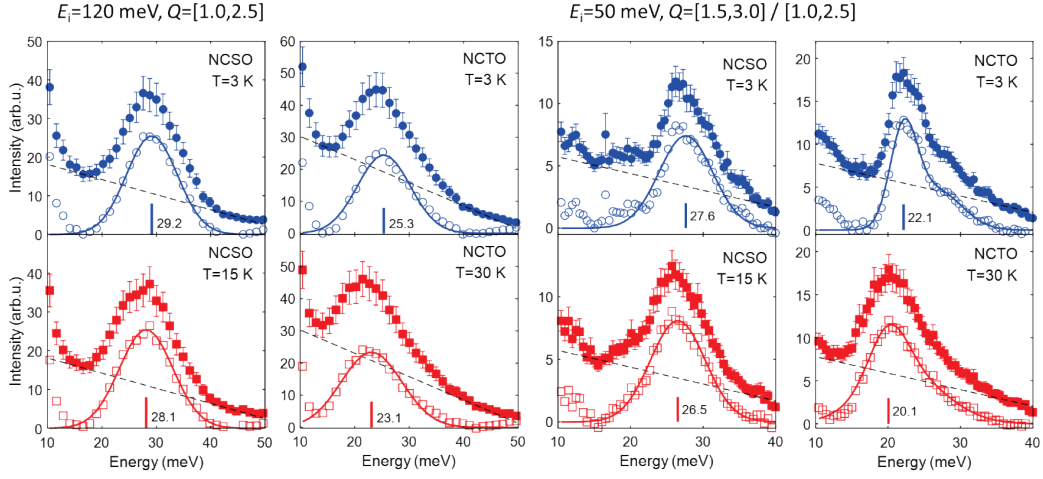 Ei=120 meV, Q=[1.0,2.5]
Ei=50 meV, Q=[1.5,3.0] / [1.0,2.5]
Intensity (arb.u.)
50
40
30
20
10
0
NCSO
T=3 K
29.2
60
50
40
30
20
10
0
NCTO
T=3 K
25.3
Intensity (arb.u.)
15
10
5
0
NCSO
T=3 K
27.6
20
15
10
5
0
NCTO
T=3 K
22.1
Intensity (arb.u.)
40
30
20
10
0
NCSO
T=15 K
28.1
10 20 30 40 50
Energy (meV)
50
40
30
20
10
0
NCTO
T=30 K
23.1
10 20 30 40 50
Energy (meV)
Intensity (arb.u.)
10
5
0
NCSO
T=15 K
26.5
10 20 30 40
Energy (meV)
20
15
10
5
0
NCTO
T=30 K
20.1
10 20 30 40
Energy (meV)